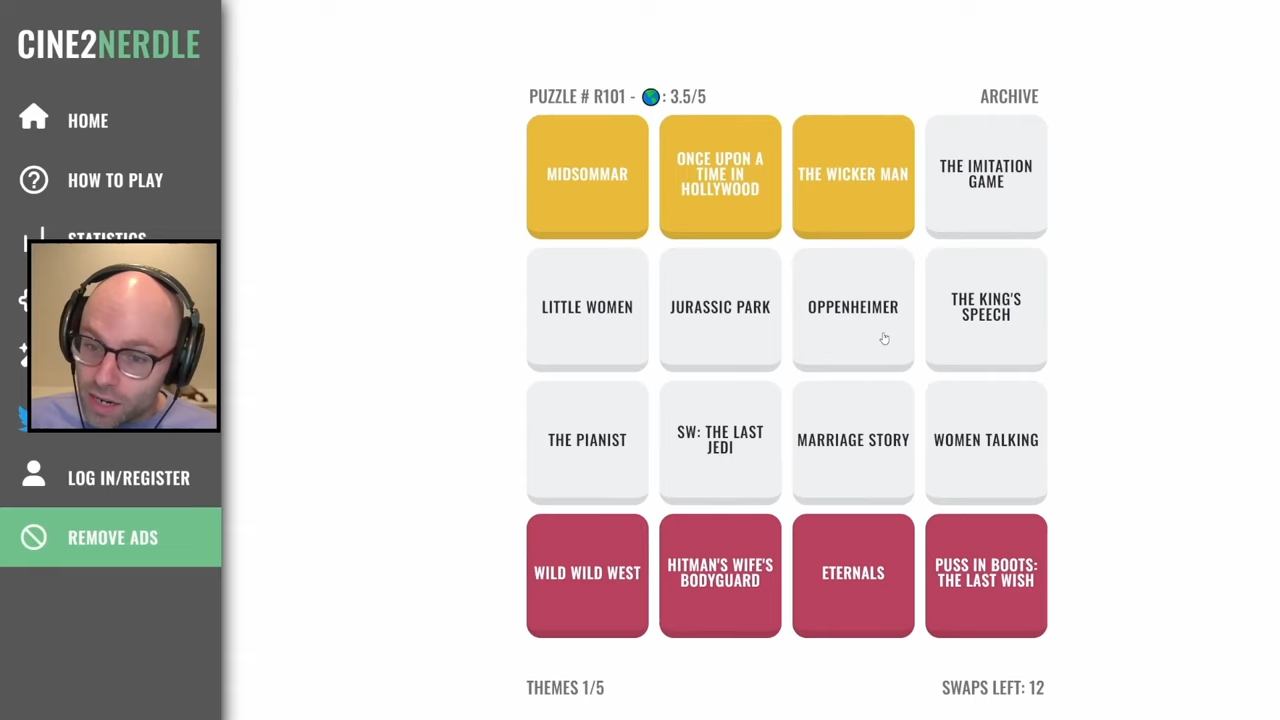 CINE2NERDLE
HOME
HOW TO PLAY
STATISTICS
LOG IN/REGISTER
REMOVE ADS
PUZZLE # R101 - 🌎: 3.5/5
ARCHIVE
MIDSOMMAR
ONCE UPON A
TIME IN
HOLLYWOOD
THE WICKER MAN
THE IMITATION
GAME
LITTLE WOMEN
JURASSIC PARK
OPPENHEIMER
THE KING'S
SPEECH
THE PIANIST
SW: THE LAST
JEDI
MARRIAGE STORY
WOMEN TALKING
WILD WILD WEST
HITMAN'S WIFE'S
BODYGUARD
ETERNALS
PUSS IN BOOTS:
THE LAST WISH
THEMES 1/5
SWAPS LEFT: 12